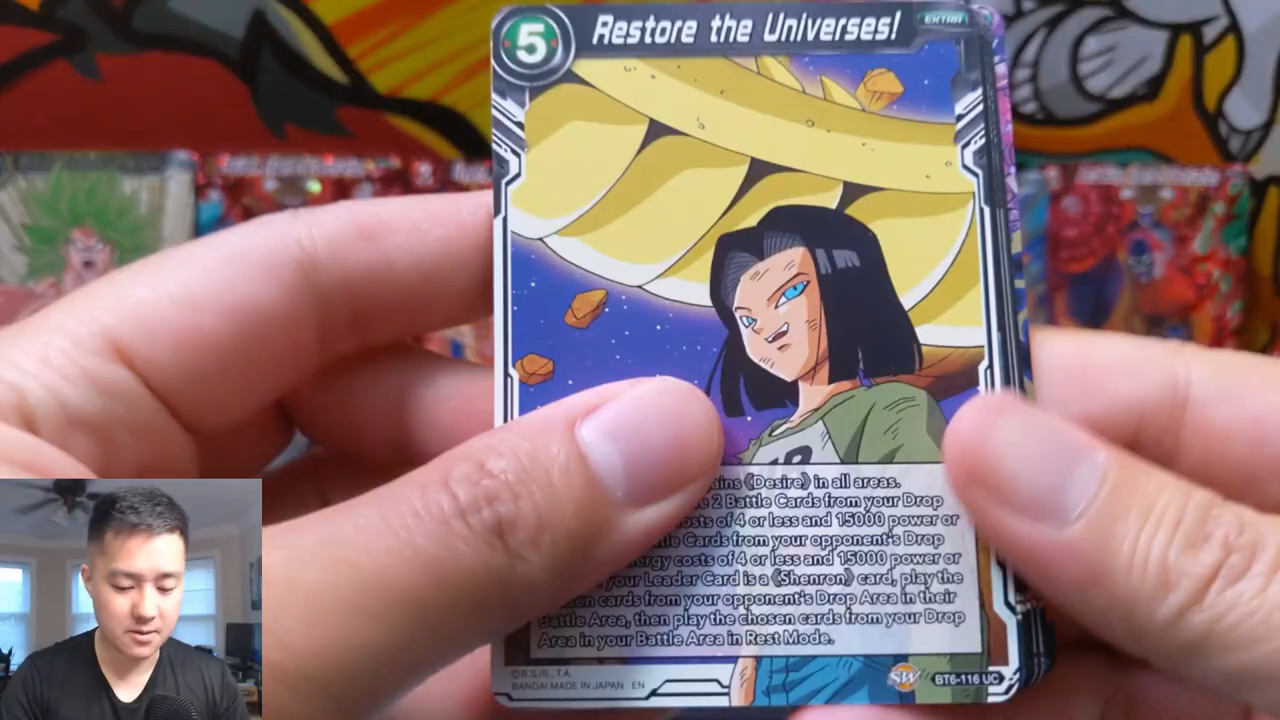 5
Restore the Universes!
EXTRA
《Desire》 in all areas.
2 Battle Cards from your Drop
of 4 or less and 15000 power or
Cards from your opponent's Drop
costs of 4 or less and 15000 power or
your Leader Card is a 《Shenron》 card, play the
cards from your opponent's Drop Area in their
Battle Area, then play the chosen cards from your Drop
Area in your Battle Area in Rest Mode.
©B.S./S., T.A.
BANDAI MADE IN JAPAN EN
SW
BT6-116 UC